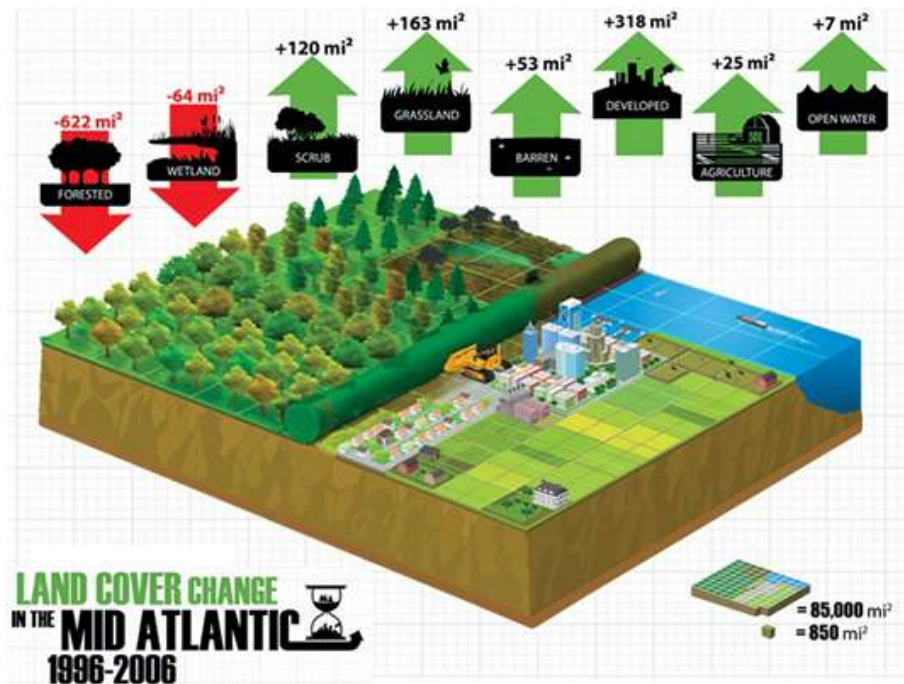 -622 mi²
FORESTED
-64 mi²
WETLAND
+120 mi²
SCRUB
+163 mi²
GRASSLAND
+53 mi²
BARREN
+318 mi²
DEVELOPED
+25 mi²
AGRICULTURE
+7 mi²
OPEN WATER
LAND COVER CHANGE
IN THE MID ATLANTIC
1996-2006
= 85,000 mi²
= 850 mi²